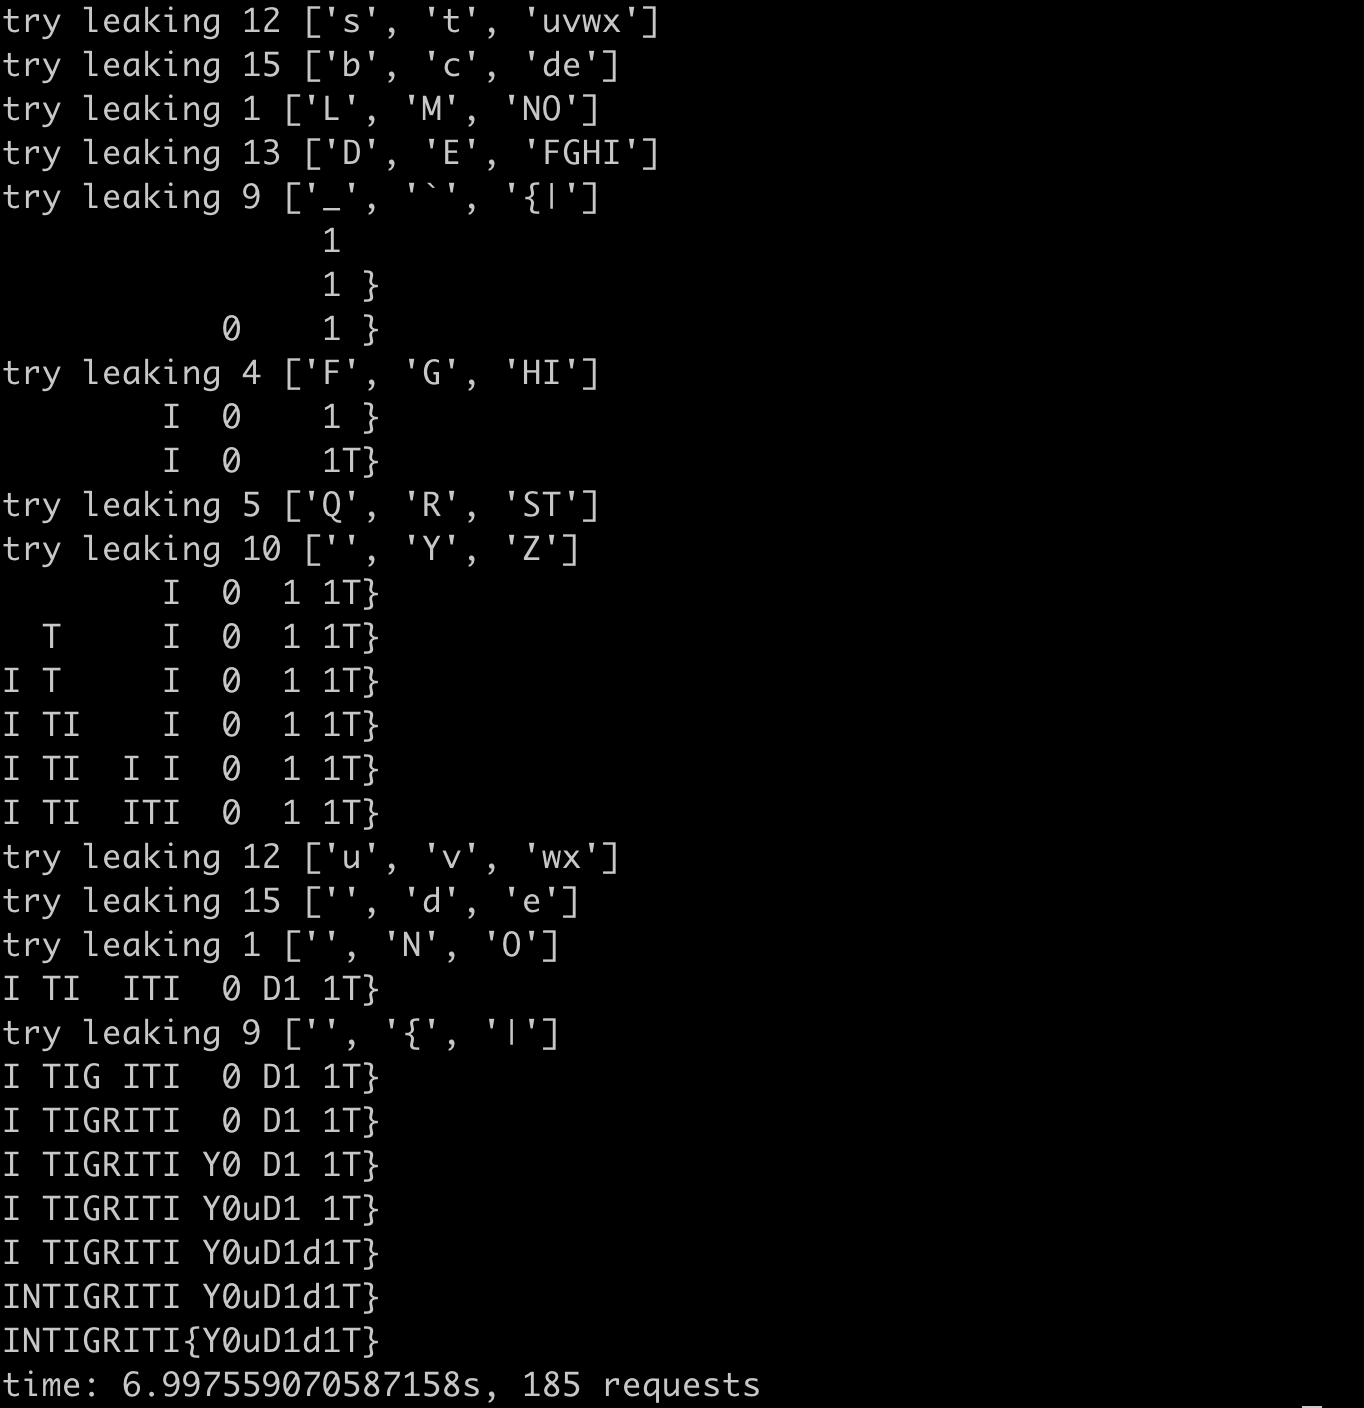 try leaking 12 ['s', 't', 'uvwx']
try leaking 15 ['b', 'c', 'de']
try leaking 1 ['L', 'M', 'NO']
try leaking 13 ['D', 'E', 'FGHI']
try leaking 9 ['_', '`', '{|']
                1
                1 }
           0    1 }
try leaking 4 ['F', 'G', 'HI']
        I  0    1 }
        I  0    1T}
try leaking 5 ['Q', 'R', 'ST']
try leaking 10 ['', 'Y', 'Z']
        I  0  1 1T}
  T     I  0  1 1T}
I T     I  0  1 1T}
I TI    I  0  1 1T}
I TI  I I  0  1 1T}
I TI  ITI  0  1 1T}
try leaking 12 ['u', 'v', 'wx']
try leaking 15 ['', 'd', 'e']
try leaking 1 ['', 'N', 'O']
I TI  ITI  0 D1 1T}
try leaking 9 ['', '{', '|']
I TIG ITI  0 D1 1T}
I TIGRITI  0 D1 1T}
I TIGRITI Y0 D1 1T}
I TIGRITI Y0uD1 1T}
I TIGRITI Y0uD1d1T}
INTIGRITI Y0uD1d1T}
INTIGRITI{Y0uD1d1T}
time: 6.997559070587158s, 185 requests